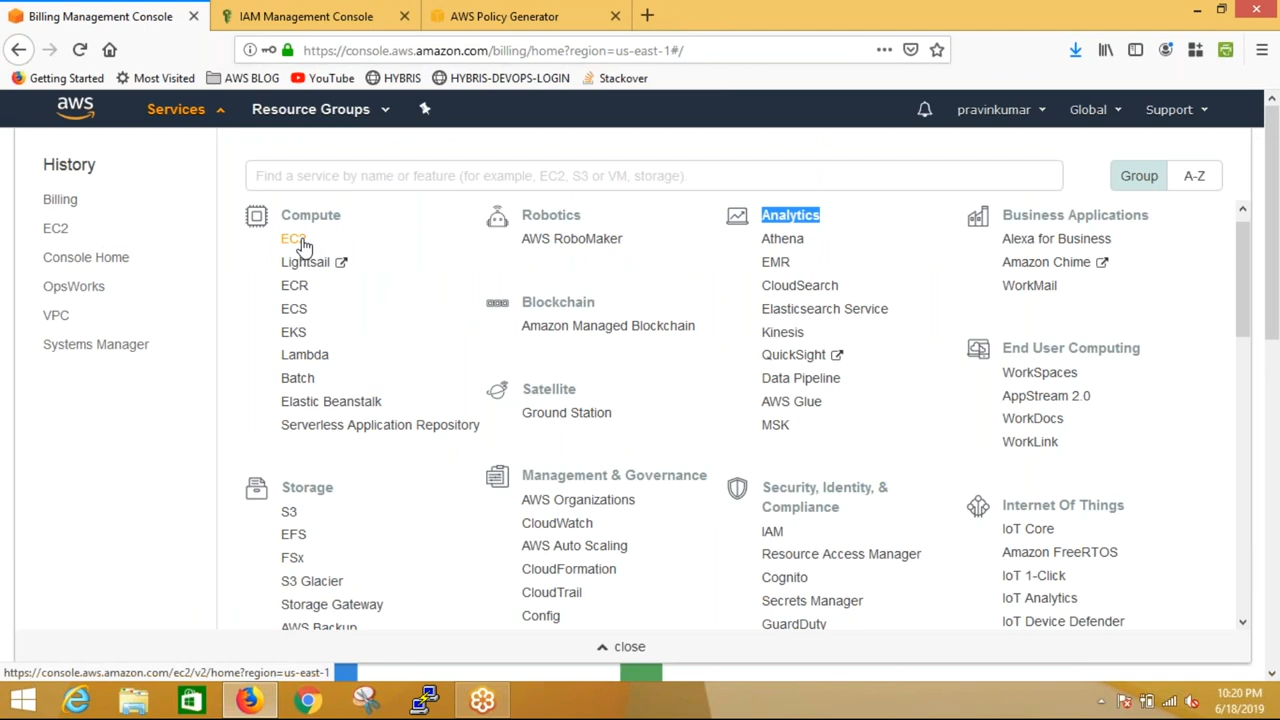 Billing Management Console
IAM Management Console
AWS Policy Generator
https://console.aws.amazon.com/billing/home?region=us-east-1#/
Getting Started
Most Visited
AWS BLOG
YouTube
HYBRIS
HYBRIS-DEVOPS-LOGIN
Stackover
aws
Services
Resource Groups
pravinkumar
Global
Support
History
Billing
EC2
Console Home
OpsWorks
VPC
Systems Manager
Find a service by name or feature (for example, EC2, S3 or VM, storage).
Group
A-Z
Compute
EC2
Lightsail
ECR
ECS
EKS
Lambda
Batch
Elastic Beanstalk
Serverless Application Repository
Storage
S3
EFS
FSx
S3 Glacier
Storage Gateway
AWS Backup
Robotics
AWS RoboMaker
Blockchain
Amazon Managed Blockchain
Satellite
Ground Station
Management & Governance
AWS Organizations
CloudWatch
AWS Auto Scaling
CloudFormation
CloudTrail
Config
Analytics
Athena
EMR
CloudSearch
Elasticsearch Service
Kinesis
QuickSight
Data Pipeline
AWS Glue
MSK
Security, Identity, &
Compliance
IAM
Resource Access Manager
Cognito
Secrets Manager
GuardDuty
Business Applications
Alexa for Business
Amazon Chime
WorkMail
End User Computing
WorkSpaces
AppStream 2.0
WorkDocs
WorkLink
Internet Of Things
IoT Core
Amazon FreeRTOS
IoT 1-Click
IoT Analytics
IoT Device Defender
close
https://console.aws.amazon.com/ec2/v2/home?region=us-east-1
10:20 PM
6/18/2019